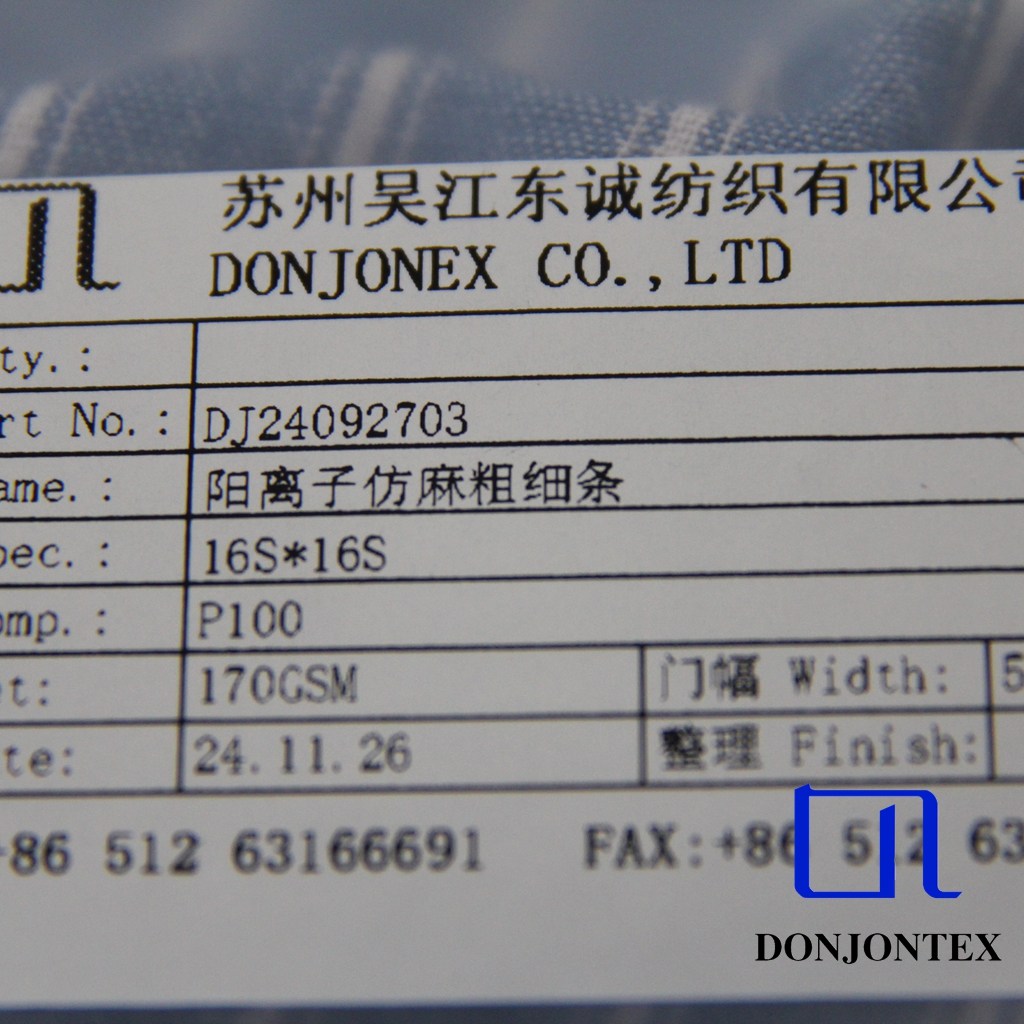 苏州吴江东诚纺织有限公司
DONJONEX CO.,LTD
ty.:
rt No.: DJ24092703
ame.: 阳离子仿麻粗细条
pec.: 16S*16S
omp.: P100
t: 170GSM 门幅 Width: 5
te: 24.11.26 整理 Finish:
+86 512 63166691 FAX:+86 512 63
DONJONTEX